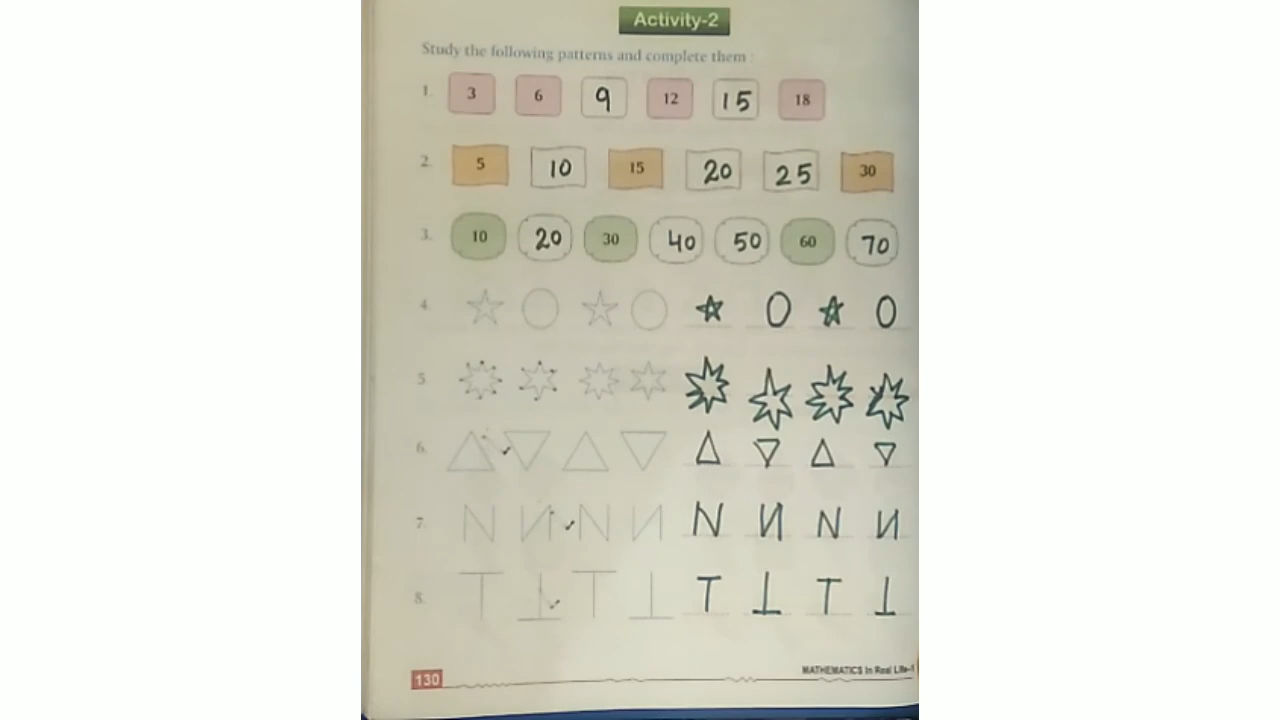 Activity-2
Study the following patterns and complete them :
1. 3 6 9 12 15 18
2. 5 10 15 20 25 30
3. 10 20 30 40 50 60 70
4.
5.
6.
7. N И N И N И N И
8. T ⊥ T ⊥ T ⊥ T ⊥
130
MATHEMATICS In Real Life-1